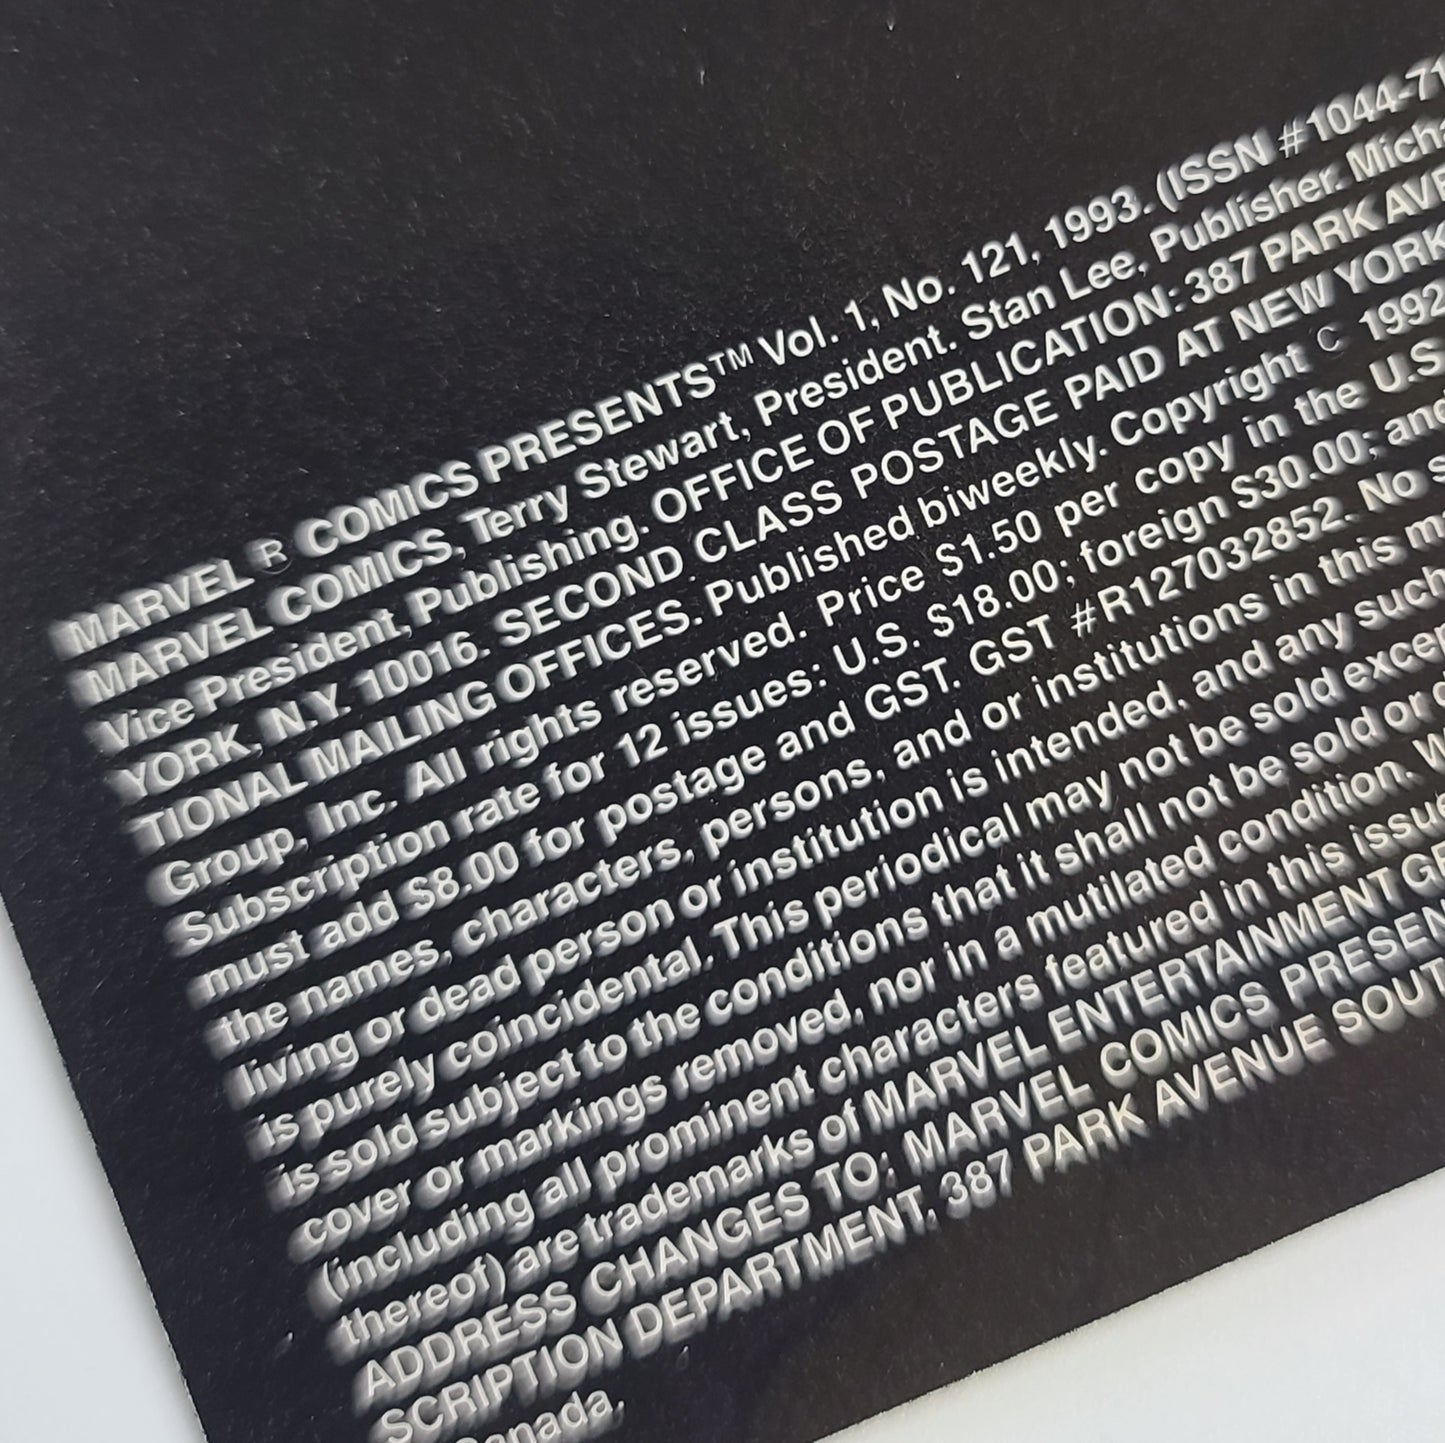 MARVEL ® COMICS PRESENTS™ Vol. 1, No. 121, 1993. (ISSN #1044-71
MARVEL COMICS, Terry Stewart, President. Stan Lee, Publisher. Mich
Vice President, Publishing. OFFICE OF PUBLICATION: 387 PARK AVE
YORK, N.Y. 10016. SECOND CLASS POSTAGE PAID AT NEW YORK
TIONAL MAILING OFFICES. Published biweekly. Copyright © 1992
Group, Inc. All rights reserved. Price $1.50 per copy in the U.S.
Subscription rate for 12 issues: U.S. $18.00; foreign $30.00; and
must add $8.00 for postage and GST. GST #R127032852. No s
the names, characters, persons, and or institutions in this m
living or dead person or institution is intended, and any such
is purely coincidental. This periodical may not be sold excep
is sold subject to the conditions that it shall not be sold or
cover or markings removed, nor in a mutilated condition. W
(including all prominent characters featured in this issue
thereof) are trademarks of MARVEL ENTERTAINMENT GR
ADDRESS CHANGES TO: MARVEL COMICS PRESEN
SCRIPTION DEPARTMENT, 387 PARK AVENUE SOUT
Canada.